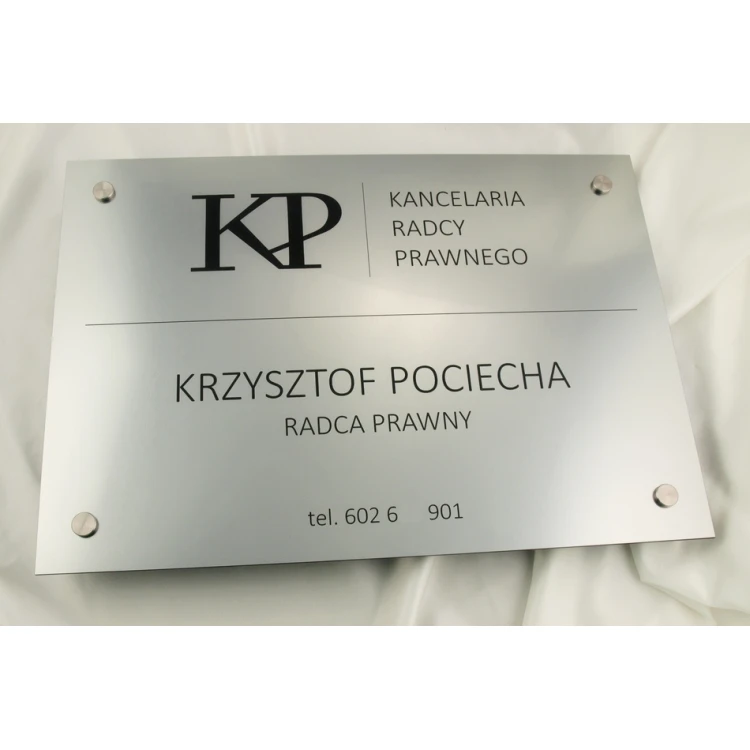 KP
KANCELARIA
RADCY
PRAWNEGO
KRZYSZTOF POCIECHA
RADCA PRAWNY
tel. 602 6 901